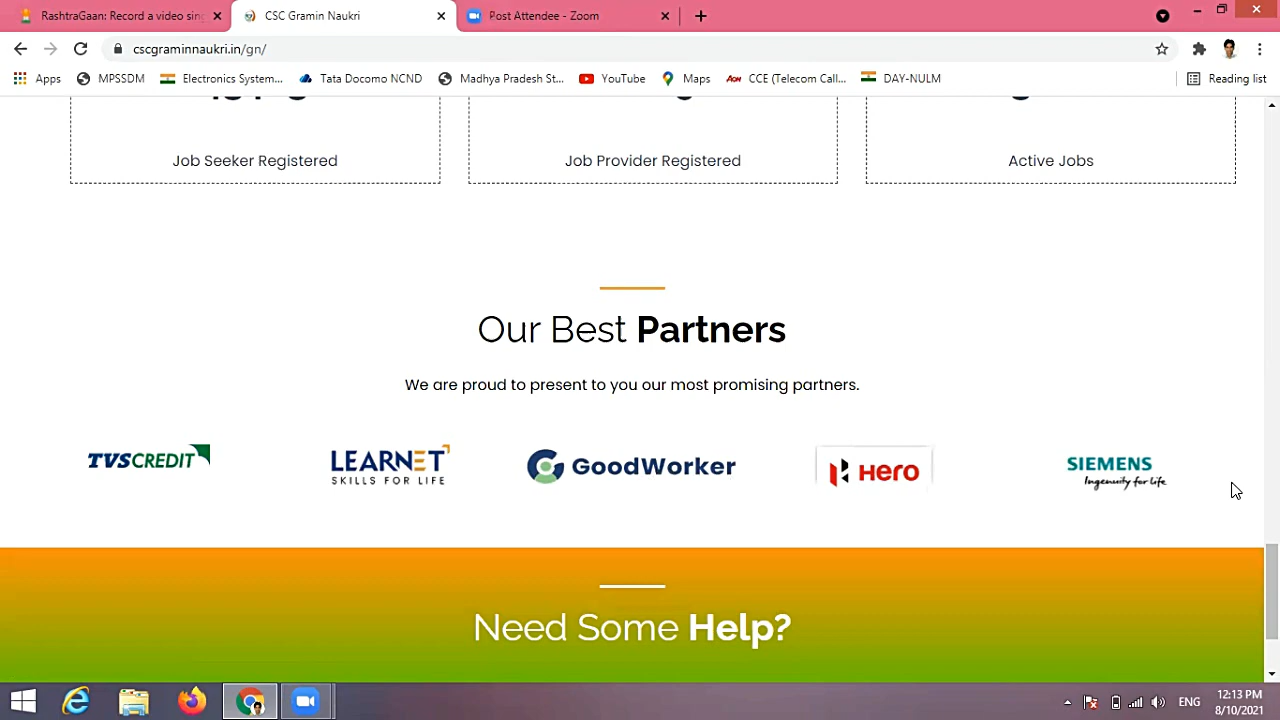 RashtraGaan: Record a video sin
CSC Gramin Naukri
Post Attendee - Zoom
cscgraminnaukri.in/gn/
Apps
MPSSDM
Electronics System...
Tata Docomo NCND
Madhya Pradesh St...
YouTube
Maps
CCE (Telecom Call...
DAY-NULM
Reading list
Job Seeker Registered
Job Provider Registered
Active Jobs
Our Best Partners
We are proud to present to you our most promising partners.
TVS CREDIT
LEARNET
SKILLS FOR LIFE
GoodWorker
Hero
SIEMENS
Ingenuity for life
Need Some Help?
ENG
12:13 PM
8/10/2021